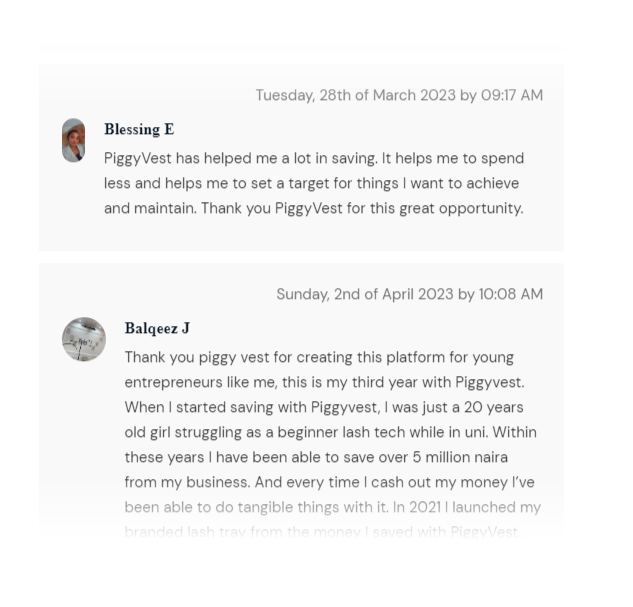 Tuesday, 28th of March 2023 by 09:17 AM
Blessing E
PiggyVest has helped me a lot in saving. It helps me to spend
less and helps me to set a target for things I want to achieve
and maintain. Thank you PiggyVest for this great opportunity.
Sunday, 2nd of April 2023 by 10:08 AM
Balqeez J
Thank you piggy vest for creating this platform for young
entrepreneurs like me, this is my third year with Piggyvest.
When I started saving with Piggyvest, I was just a 20 years
old girl struggling as a beginner lash tech while in uni. Within
these years I have been able to save over 5 million naira
from my business. And every time I cash out my money I've
been able to do tangible things with it. In 2021 I launched my
branded lash tray from the money I saved with PiggyVest.